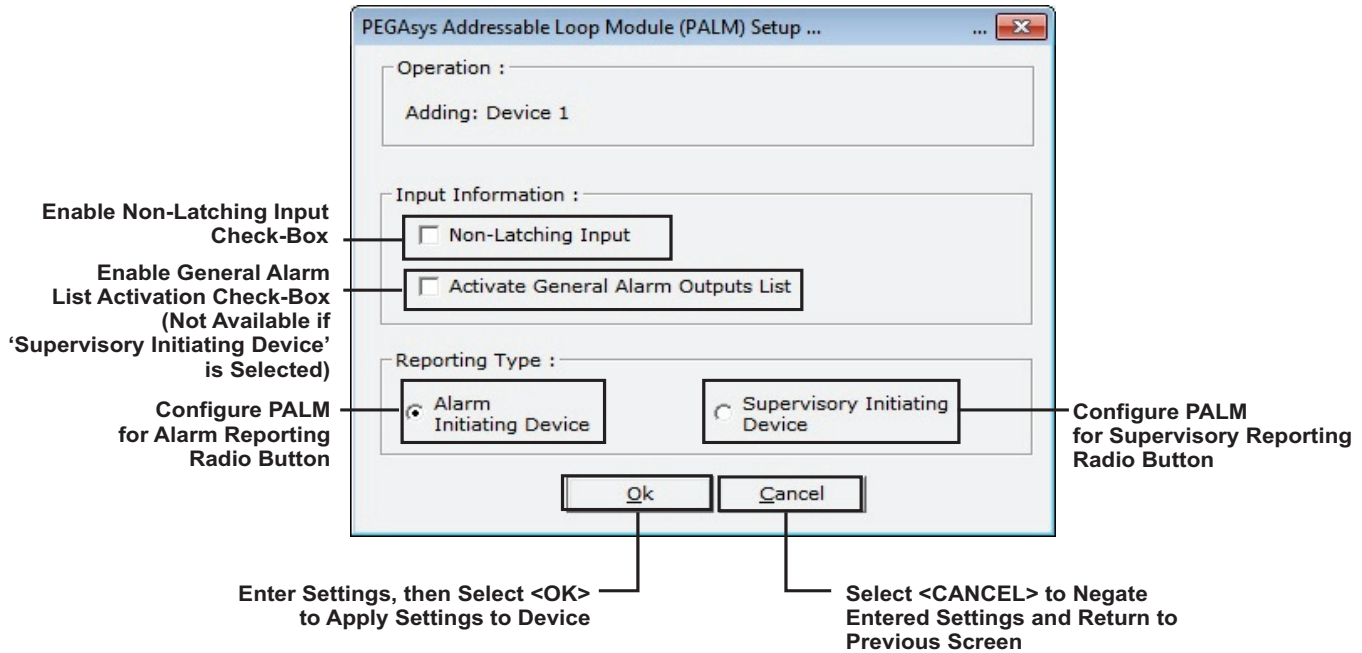 PEGAsys Addressable Loop Module (PALM) Setup ... ...
Operation :
Adding: Device 1
Input Information :
Enable Non-Latching Input
Check-Box
Non-Latching Input
Enable General Alarm
List Activation Check-Box
(Not Available if
‘Supervisory Initiating Device’
is Selected)
Activate General Alarm Outputs List
Reporting Type :
Configure PALM
for Alarm Reporting
Radio Button
Alarm
Initiating Device
Supervisory Initiating
Device
Configure PALM
for Supervisory Reporting
Radio Button
Ok
Cancel
Enter Settings, then Select <OK>
to Apply Settings to Device
Select <CANCEL> to Negate
Entered Settings and Return to
Previous Screen